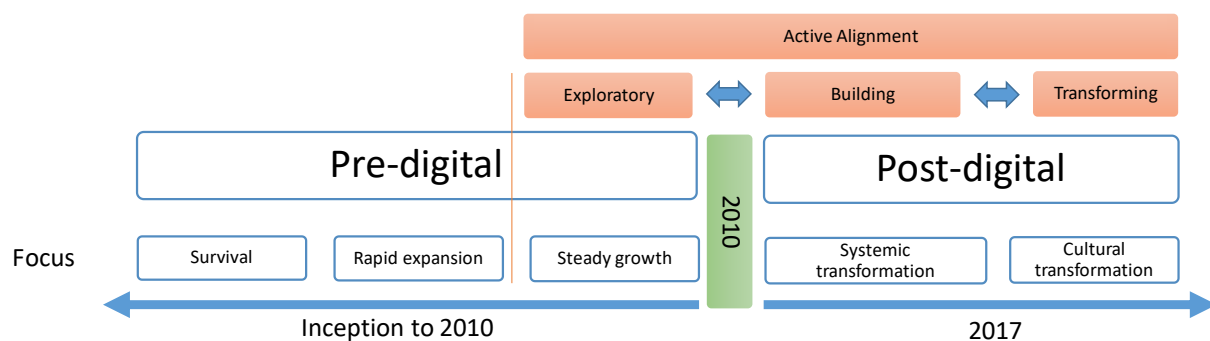 Active Alignment
Exploratory
Building
Transforming
Pre-digital
2010
Post-digital
Focus
Survival
Rapid expansion
Steady growth
Systemic
transformation
Cultural
transformation
Inception to 2010
2017